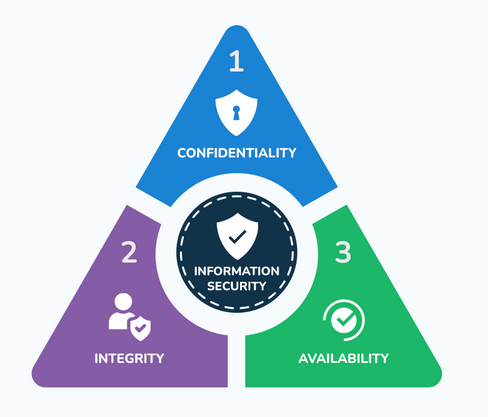 1
CONFIDENTIALITY
INFORMATION
SECURITY
2
INTEGRITY
3
AVAILABILITY